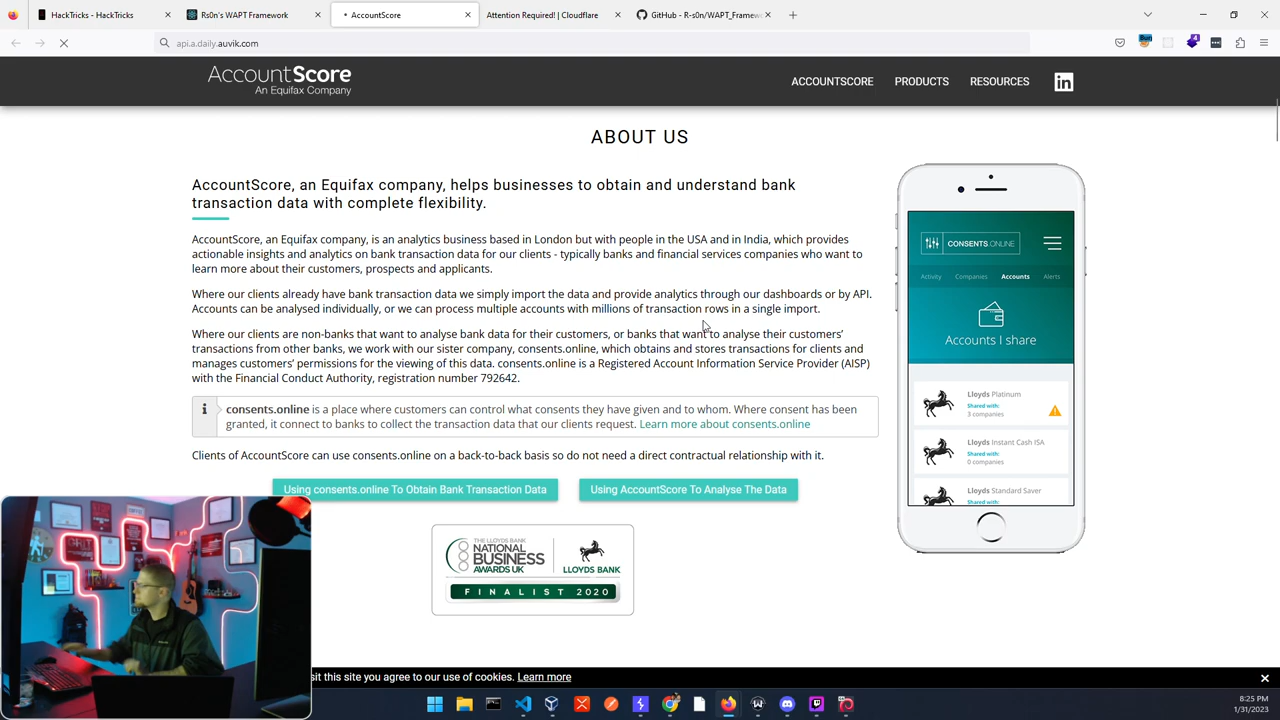 HackTricks - HackTricks
Rs0n's WAPT Framework
AccountScore
Attention Required! | Cloudflare
GitHub - R-s0n/WAPT_Framew
api.a.daily.auvik.com
AccountScore
An Equifax Company
ACCOUNTSCORE
PRODUCTS
RESOURCES
ABOUT US
AccountScore, an Equifax company, helps businesses to obtain and understand bank
transaction data with complete flexibility.
AccountScore, an Equifax company, is an analytics business based in London but with people in the USA and in India, which provides
actionable insights and analytics on bank transaction data for our clients - typically banks and financial services companies who want to
learn more about their customers, prospects and applicants.
Where our clients already have bank transaction data we simply import the data and provide analytics through our dashboards or by API.
Accounts can be analysed individually, or we can process multiple accounts with millions of transaction rows in a single import.
Where our clients are non-banks that want to analyse bank data for their customers, or banks that want to analyse their customers'
transactions from other banks, we work with our sister company, consents.online, which obtains and stores transactions for clients and
manages customers' permissions for the viewing of this data. consents.online is a Registered Account Information Service Provider (AISP)
with the Financial Conduct Authority, registration number 792642.
is a place where customers can control what consents they have given and to whom. Where consent has been
granted, it connect to banks to collect the transaction data that our clients request. Learn more about consents.online
Clients of AccountScore can use consents.online on a back-to-back basis so do not need a direct contractual relationship with it.
Using consents.online To Obtain Bank Transaction Data
Using AccountScore To Analyse The Data
THE LLOYDS BANK
NATIONAL
BUSINESS
AWARDS UK
LLOYDS BANK
FINALIST 2020
CONSENTS.ONLINE
Activity
Companies
Accounts
Alerts
Accounts I share
Lloyds Platinum
Shared with:
3 companies
Lloyds Instant Cash ISA
Shared with:
0 companies
Lloyds Standard Saver
Shared with:
sit this site you agree to our use of cookies. Learn more
8:25 PM
1/31/2023